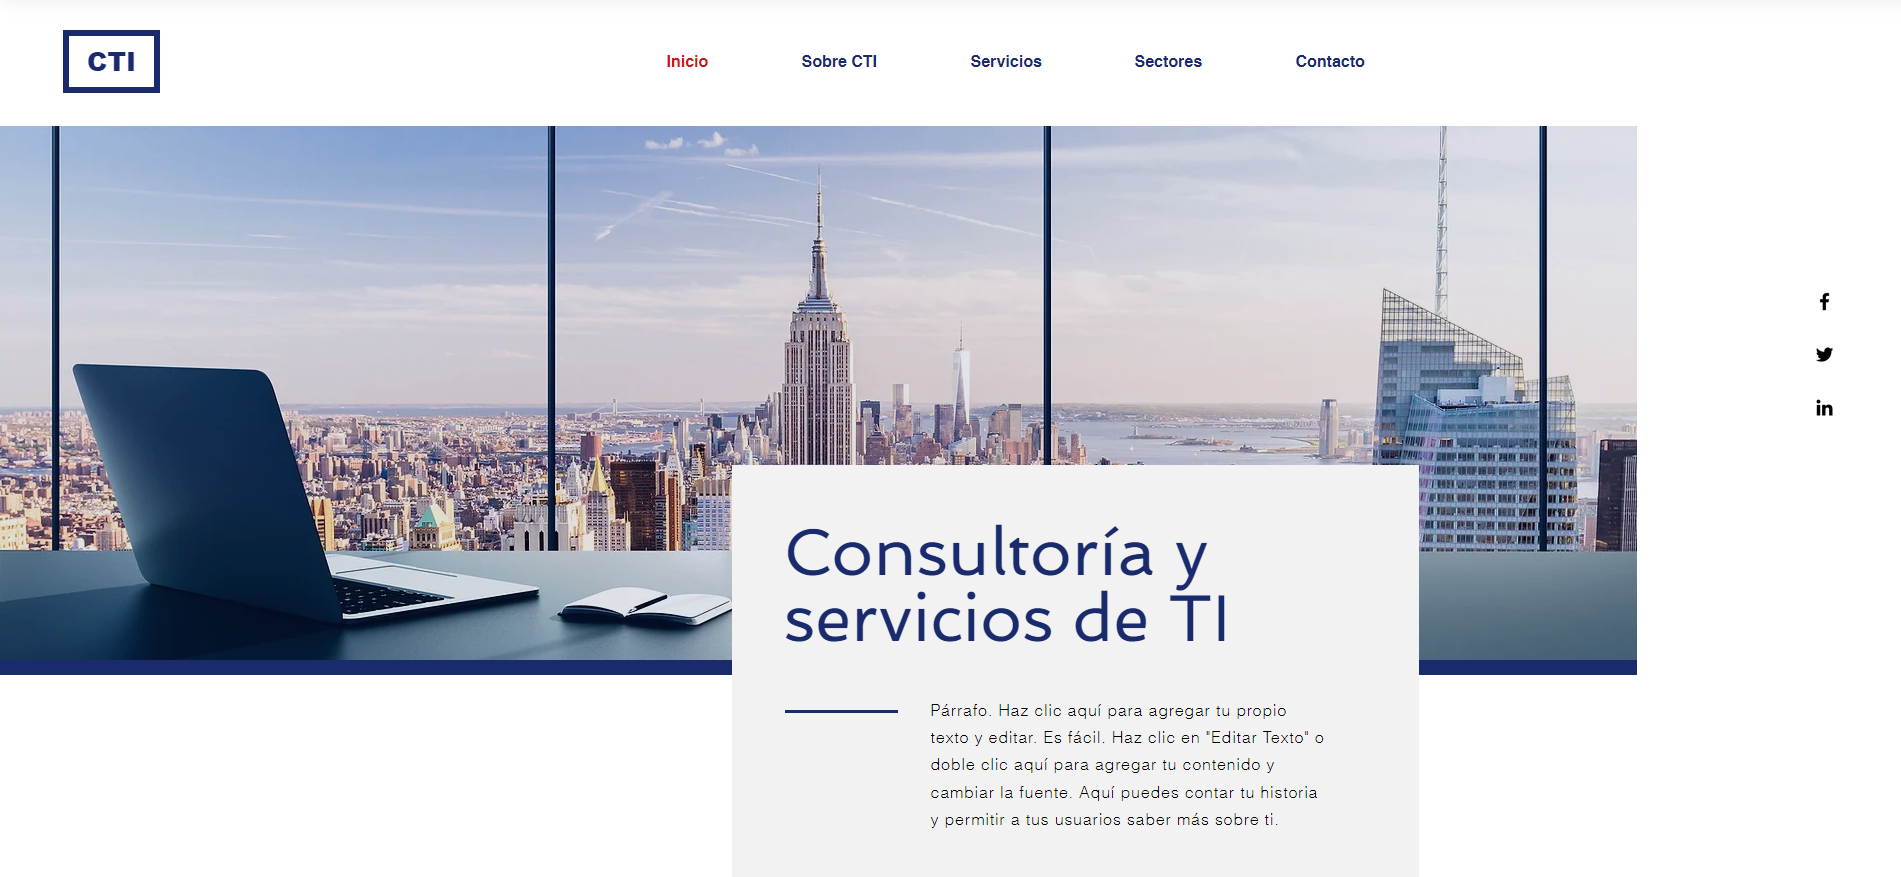 CTI
Inicio
Sobre CTI
Servicios
Sectores
Contacto
Consultoría y
servicios de TI
Párrafo. Haz clic aquí para agregar tu propio
texto y editar. Es fácil. Haz clic en "Editar Texto" o
doble clic aquí para agregar tu contenido y
cambiar la fuente. Aquí puedes contar tu historia
y permitir a tus usuarios saber más sobre ti.